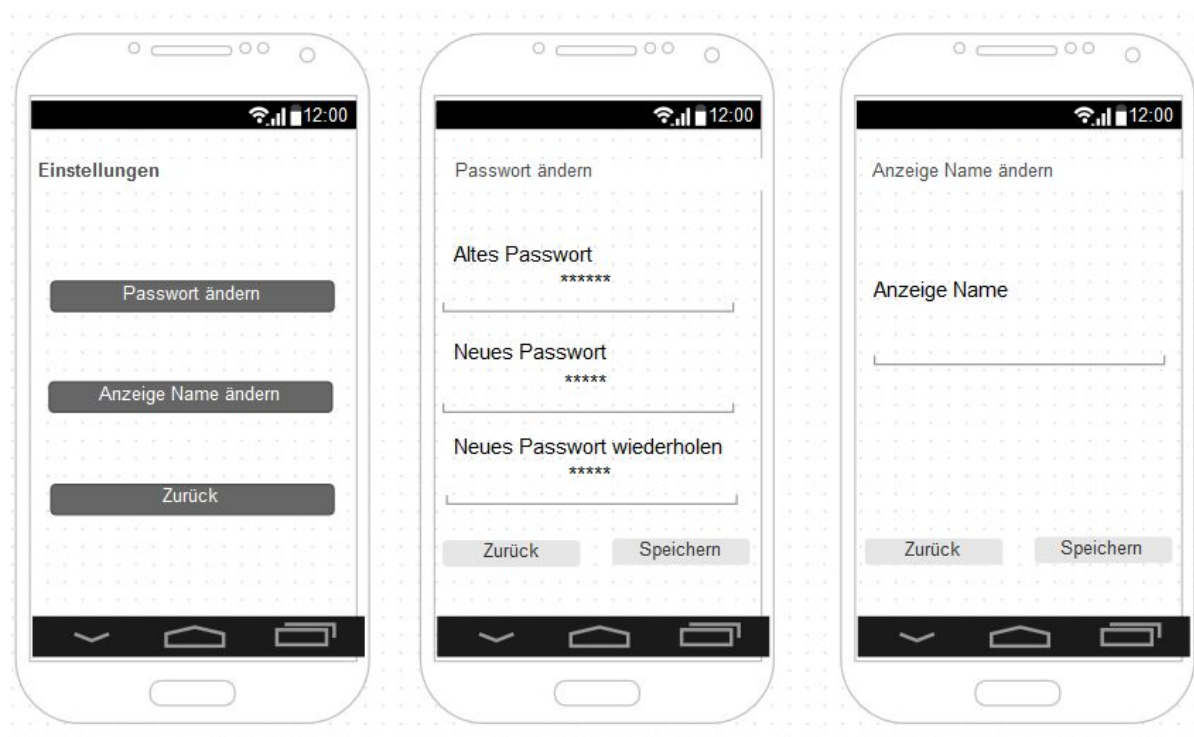 12:00
Einstellungen
Passwort ändern
Anzeige Name ändern
Zurück
12:00
Passwort ändern
Altes Passwort
******
Neues Passwort
*****
Neues Passwort wiederholen
*****
Zurück Speichern
12:00
Anzeige Name ändern
Anzeige Name
Zurück Speichern